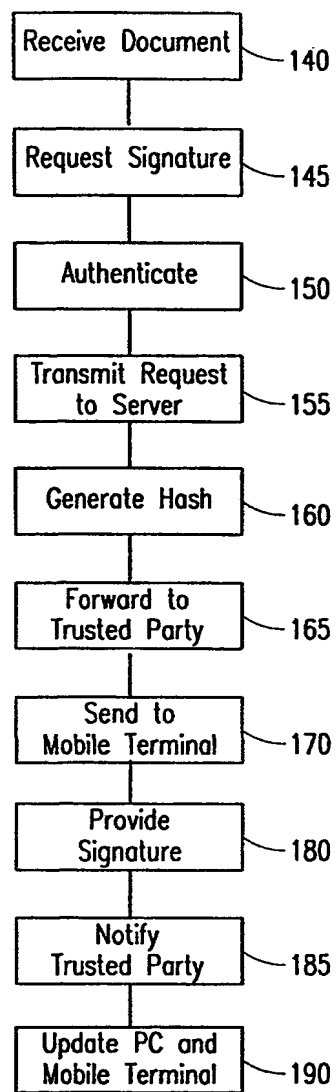 Receive Document
140
Request Signature
145
Authenticate
150
Transmit Request
to Server
155
Generate Hash
160
Forward to
Trusted Party
165
Send to
Mobile Terminal
170
Provide
Signature
180
Notify
Trusted Party
185
Update PC and
Mobile Terminal
190